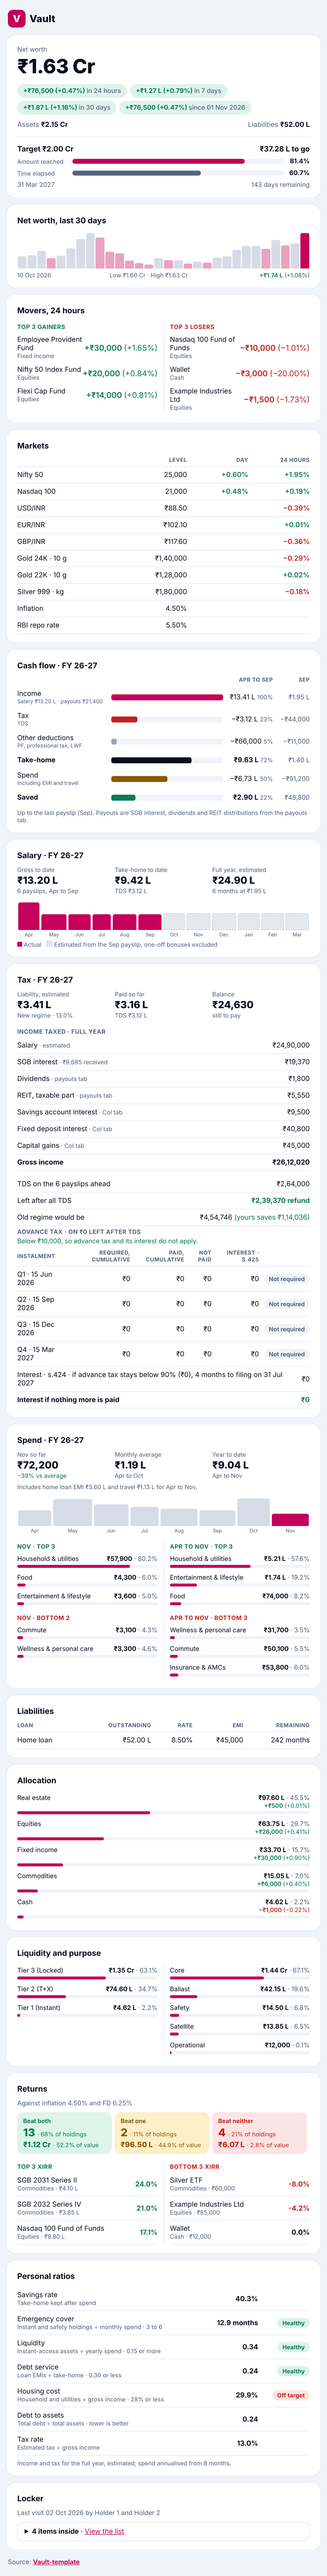 V Vault
Net worth
₹1.63 Cr
+₹76,500 (+0.47%) in 24 hours +₹1.27 L (+0.79%) in 7 days
+₹1.87 L (+1.16%) in 30 days +₹76,500 (+0.47%) since 01 Nov 2026
Assets ₹2.15 Cr Liabilities ₹52.00 L
Target ₹2.00 Cr ₹37.28 L to go
Amount reached 81.4%
Time elapsed 60.7%
31 Mar 2027 143 days remaining
Net worth, last 30 days
10 Oct 2026 Low ₹1.60 Cr · High ₹1.63 Cr +₹1.74 L (+1.08%)
Movers, 24 hours
TOP 3 GAINERS
Employee Provident Fund +₹30,000 (+1.65%)
Fixed income
Nifty 50 Index Fund +₹20,000 (+0.84%)
Equities
Flexi Cap Fund +₹14,000 (+0.81%)
Equities
TOP 3 LOSERS
Nasdaq 100 Fund of Funds −₹10,000 (−1.01%)
Equities
Wallet −₹3,000 (−20.00%)
Cash
Example Industries Ltd −₹1,500 (−1.73%)
Equities
Markets
LEVEL DAY 24 HOURS
Nifty 50 25,000 +0.60% +1.95%
Nasdaq 100 21,000 +0.48% +0.19%
USD/INR ₹88.50 −0.39%
EUR/INR ₹102.10 +0.01%
GBP/INR ₹117.60 −0.36%
Gold 24K · 10 g ₹1,40,000 −0.29%
Gold 22K · 10 g ₹1,28,000 +0.02%
Silver 999 · kg ₹1,80,000 −0.18%
Inflation 4.50%
RBI repo rate 5.50%
Cash flow · FY 26-27
APR TO SEP SEP
Income ₹13.41 L 100% ₹1.95 L
Salary ₹13.20 L · payouts ₹21,400
Tax −₹3.12 L 23% −₹44,000
TDS
Other deductions −₹66,000 5% −₹11,000
PF, professional tax, LWF
Take-home ₹9.63 L 72% ₹1.40 L
Spend −₹6.73 L 50% −₹91,200
Including EMI and travel
Saved ₹2.90 L 22% ₹48,800
Up to the last payslip (Sep). Payouts are SGB interest, dividends and REIT distributions from the payouts
tab.
Salary · FY 26-27
Gross to date Take-home to date Full year, estimated
₹13.20 L ₹9.42 L ₹24.90 L
6 payslips, Apr to Sep TDS ₹3.12 L 6 months at ₹1.95 L
Apr May Jun Jul Aug Sep Oct Nov Dec Jan Feb Mar
Actual Estimated from the Sep payslip, one-off bonuses excluded
Tax · FY 26-27
Liability, estimated Paid so far Balance
₹3.41 L ₹3.16 L ₹24,630
New regime · 13.0% TDS ₹3.12 L still to pay
INCOME TAXED · FULL YEAR
Salary · estimated ₹24,90,000
SGB interest · ₹9,685 received ₹19,370
Dividends · payouts tab ₹1,800
REIT, taxable part · payouts tab ₹5,550
Savings account interest · CoI tab ₹9,500
Fixed deposit interest · CoI tab ₹40,800
Capital gains · CoI tab ₹45,000
Gross income ₹26,12,020
TDS on the 6 payslips ahead ₹2,64,000
Left after all TDS ₹2,39,370 refund
Old regime would be ₹4,54,746 (yours saves ₹1,14,036)
ADVANCE TAX · ON ₹0 LEFT AFTER TDS
Below ₹10,000, so advance tax and its interest do not apply.
INSTALMENT REQUIRED, CUMULATIVE PAID, CUMULATIVE NOT PAID INTEREST · S.425
Q1 · 15 Jun 2026 ₹0 ₹0 ₹0 ₹0 Not required
Q2 · 15 Sep 2026 ₹0 ₹0 ₹0 ₹0 Not required
Q3 · 15 Dec 2026 ₹0 ₹0 ₹0 ₹0 Not required
Q4 · 15 Mar 2027 ₹0 ₹0 ₹0 ₹0 Not required
Interest · s.424 · if advance tax stays below 90% (₹0), 4 months to filing on 31 Jul 2027 ₹0
Interest if nothing more is paid ₹0
Spend · FY 26-27
Nov so far Monthly average Year to date
₹72,200 ₹1.19 L ₹9.04 L
−39% vs average Apr to Oct Apr to Nov
Includes home loan EMI ₹3.60 L and travel ₹1.13 L for Apr to Nov.
Apr May Jun Jul Aug Sep Oct Nov
NOV · TOP 3
Household & utilities ₹57,900 · 80.2%
Food ₹4,300 · 6.0%
Entertainment & lifestyle ₹3,600 · 5.0%
NOV · BOTTOM 2
Commute ₹3,100 · 4.3%
Wellness & personal care ₹3,300 · 4.6%
APR TO NOV · TOP 3
Household & utilities ₹5.21 L · 57.6%
Entertainment & lifestyle ₹1.74 L · 19.2%
Food ₹74,000 · 8.2%
APR TO NOV · BOTTOM 3
Wellness & personal care ₹31,700 · 3.5%
Commute ₹50,100 · 5.5%
Insurance & AMCs ₹53,800 · 6.0%
Liabilities
LOAN OUTSTANDING RATE EMI REMAINING
Home loan ₹52.00 L 8.50% ₹45,000 242 months
Allocation
Real estate ₹97.60 L · 45.5%
+₹500 (+0.01%)
Equities ₹63.75 L · 29.7%
+₹26,000 (+0.41%)
Fixed income ₹33.70 L · 15.7%
+₹30,000 (+0.90%)
Commodities ₹15.05 L · 7.0%
+₹6,000 (+0.40%)
Cash ₹4.62 L · 2.2%
−₹1,000 (−0.22%)
Liquidity and purpose
Tier 3 (Locked) ₹1.35 Cr · 63.1%
Tier 2 (T+X) ₹74.60 L · 34.7%
Tier 1 (Instant) ₹4.62 L · 2.2%
Core ₹1.44 Cr · 67.1%
Ballast ₹42.15 L · 19.6%
Safety ₹14.50 L · 6.8%
Satellite ₹13.85 L · 6.5%
Operational ₹12,000 · 0.1%
Returns
Against inflation 4.50% and FD 6.25%
Beat both
13 · 68% of holdings
₹1.12 Cr · 52.2% of value
Beat one
2 · 11% of holdings
₹96.50 L · 44.9% of value
Beat neither
4 · 21% of holdings
₹6.07 L · 2.8% of value
TOP 3 XIRR
SGB 2031 Series II 24.0%
Commodities · ₹4.10 L
SGB 2032 Series IV 21.0%
Commodities · ₹3.65 L
Nasdaq 100 Fund of Funds 17.1%
Equities · ₹9.80 L
BOTTOM 3 XIRR
Silver ETF -8.0%
Commodities · ₹60,000
Example Industries Ltd -4.2%
Equities · ₹85,000
Wallet 0.0%
Cash · ₹12,000
Personal ratios
Savings rate 40.3%
Take-home kept after spend
Emergency cover 12.9 months Healthy
Instant and safety holdings ÷ monthly spend · 3 to 6
Liquidity 0.34 Healthy
Instant-access assets ÷ yearly spend · 0.15 or more
Debt service 0.24 Healthy
Loan EMIs ÷ take-home · 0.30 or less
Housing cost 29.9% Off target
Household and utilities ÷ gross income · 28% or less
Debt to assets 0.24
Total debt ÷ total assets · lower is better
Tax rate 13.0%
Estimated tax ÷ gross income
Income and tax for the full year, estimated; spend annualised from 8 months.
Locker
Last visit 02 Oct 2026 by Holder 1 and Holder 2
▶ 4 items inside · View the list
Source: Vault-template